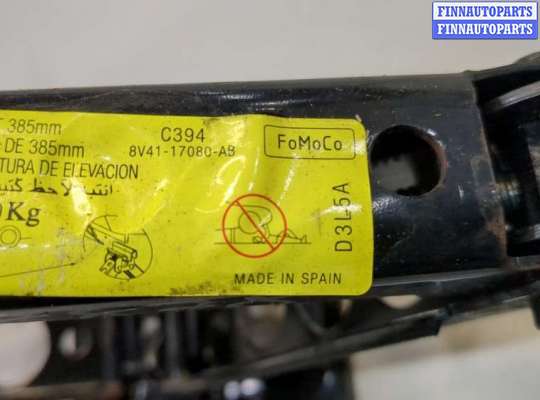 FINNAUTOPARTS
FINNAUTOPARTS
385mm
DE 385mm
TURA DE ELEVACION
C394
8V41-17080-AB
FoMoCo
Kg
D3L5A
MADE IN SPAIN